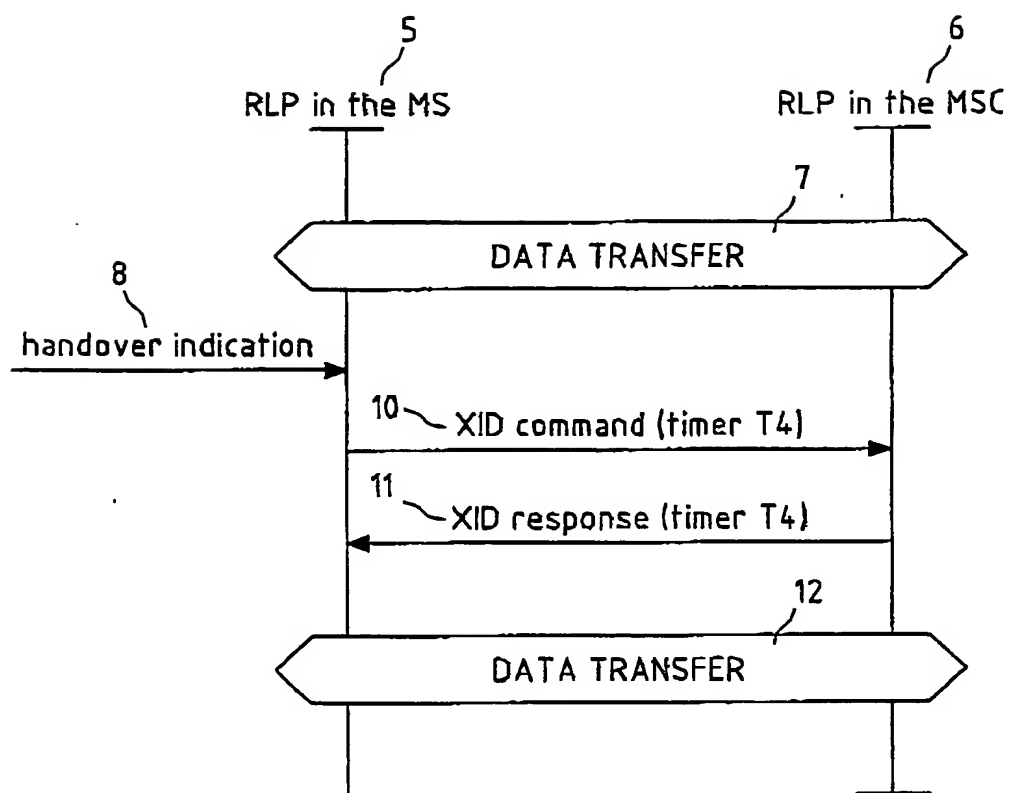 5
6
RLP in the MS
RLP in the MSC
7
DATA TRANSFER
8
handover indication
10
XID command (timer T4)
11
XID response (timer T4)
12
DATA TRANSFER